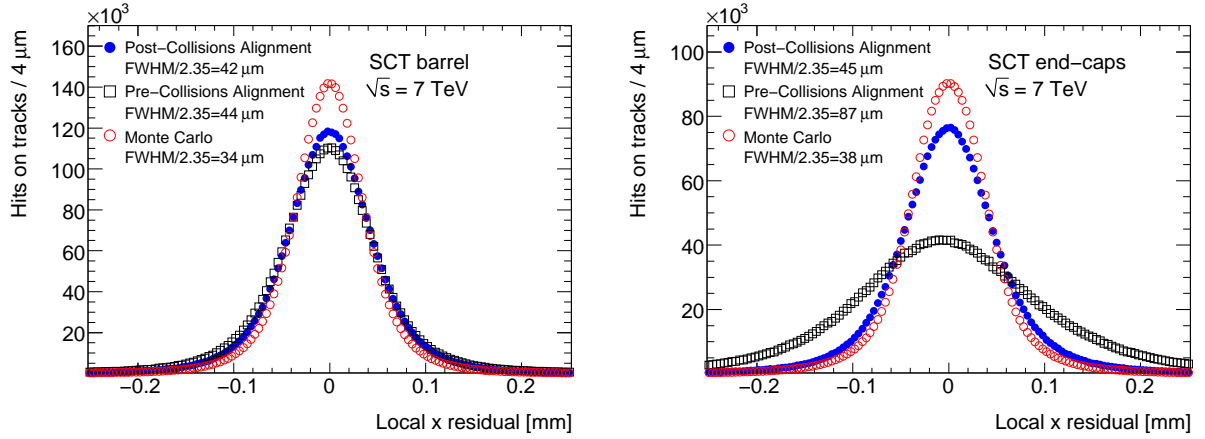 ×10³
160
140
120
100
80
60
40
20
Hits on tracks / 4 μm
Post−Collisions Alignment
FWHM/2.35=42 μm
Pre−Collisions Alignment
FWHM/2.35=44 μm
Monte Carlo
FWHM/2.35=34 μm
SCT barrel
√s = 7 TeV
−0.2 −0.1 0 0.1 0.2
Local x residual [mm]
×10³
100
80
60
40
20
0
Hits on tracks / 4 μm
Post−Collisions Alignment
FWHM/2.35=45 μm
Pre−Collisions Alignment
FWHM/2.35=87 μm
Monte Carlo
FWHM/2.35=38 μm
SCT end−caps
√s = 7 TeV
−0.2 −0.1 0 0.1 0.2
Local x residual [mm]